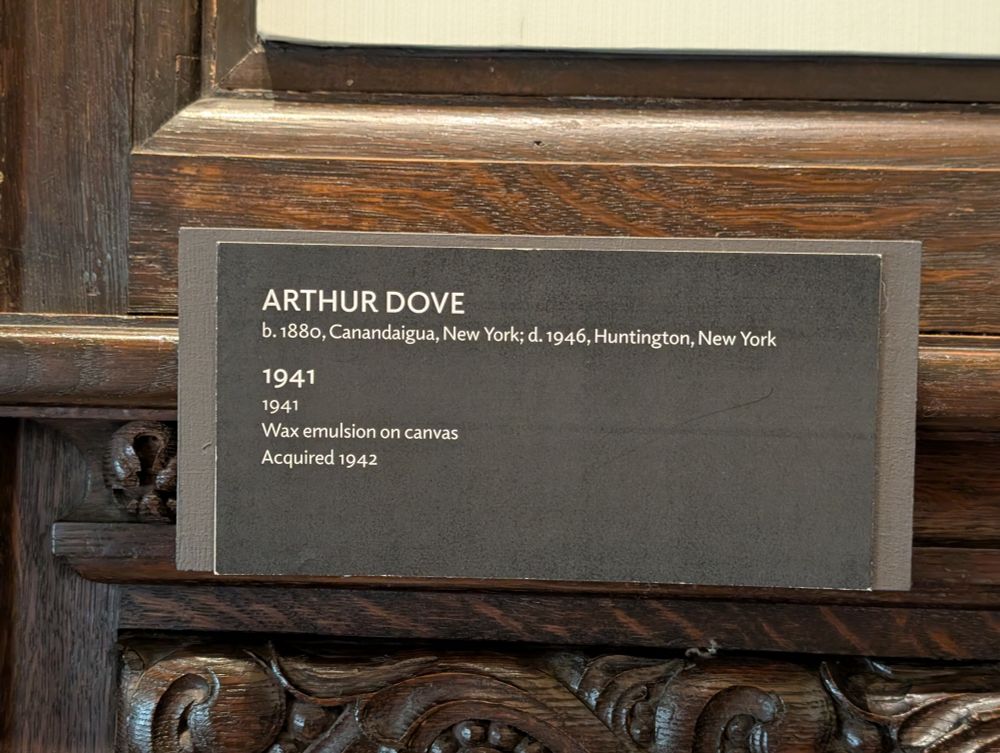 ARTHUR DOVE
b. 1880, Canandaigua, New York; d. 1946, Huntington, New York
1941
1941
Wax emulsion on canvas
Acquired 1942